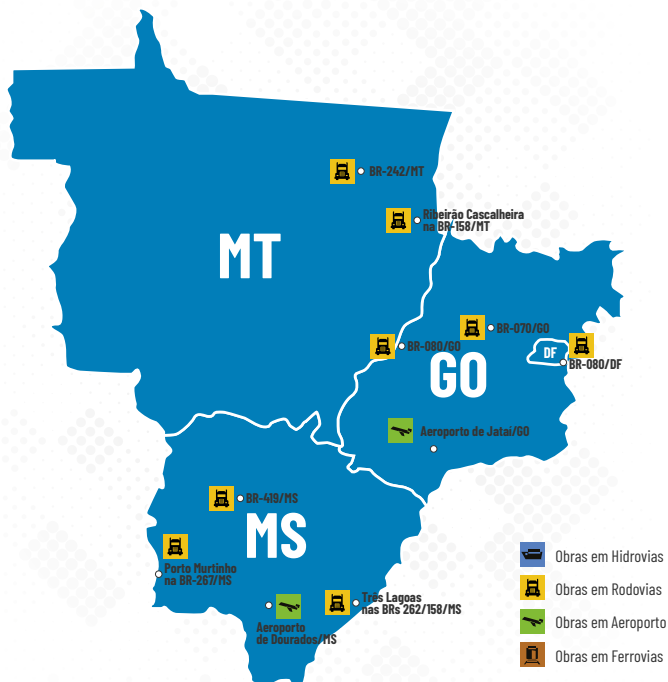 BR-242/MT
Ribeirão Cascalheira
na BR-158/MT
MT
BR-070/GO
BR-080/GO
DF
BR-080/DF
GO
Aeroporto de Jataí/GO
BR-419/MS
MS
Porto Murtinho
na BR-267/MS
Três Lagoas
nas BRs 262/158/MS
Aeroporto
de Dourados/MS
Obras em Hidrovias
Obras em Rodovias
Obras em Aeroporto
Obras em Ferrovias